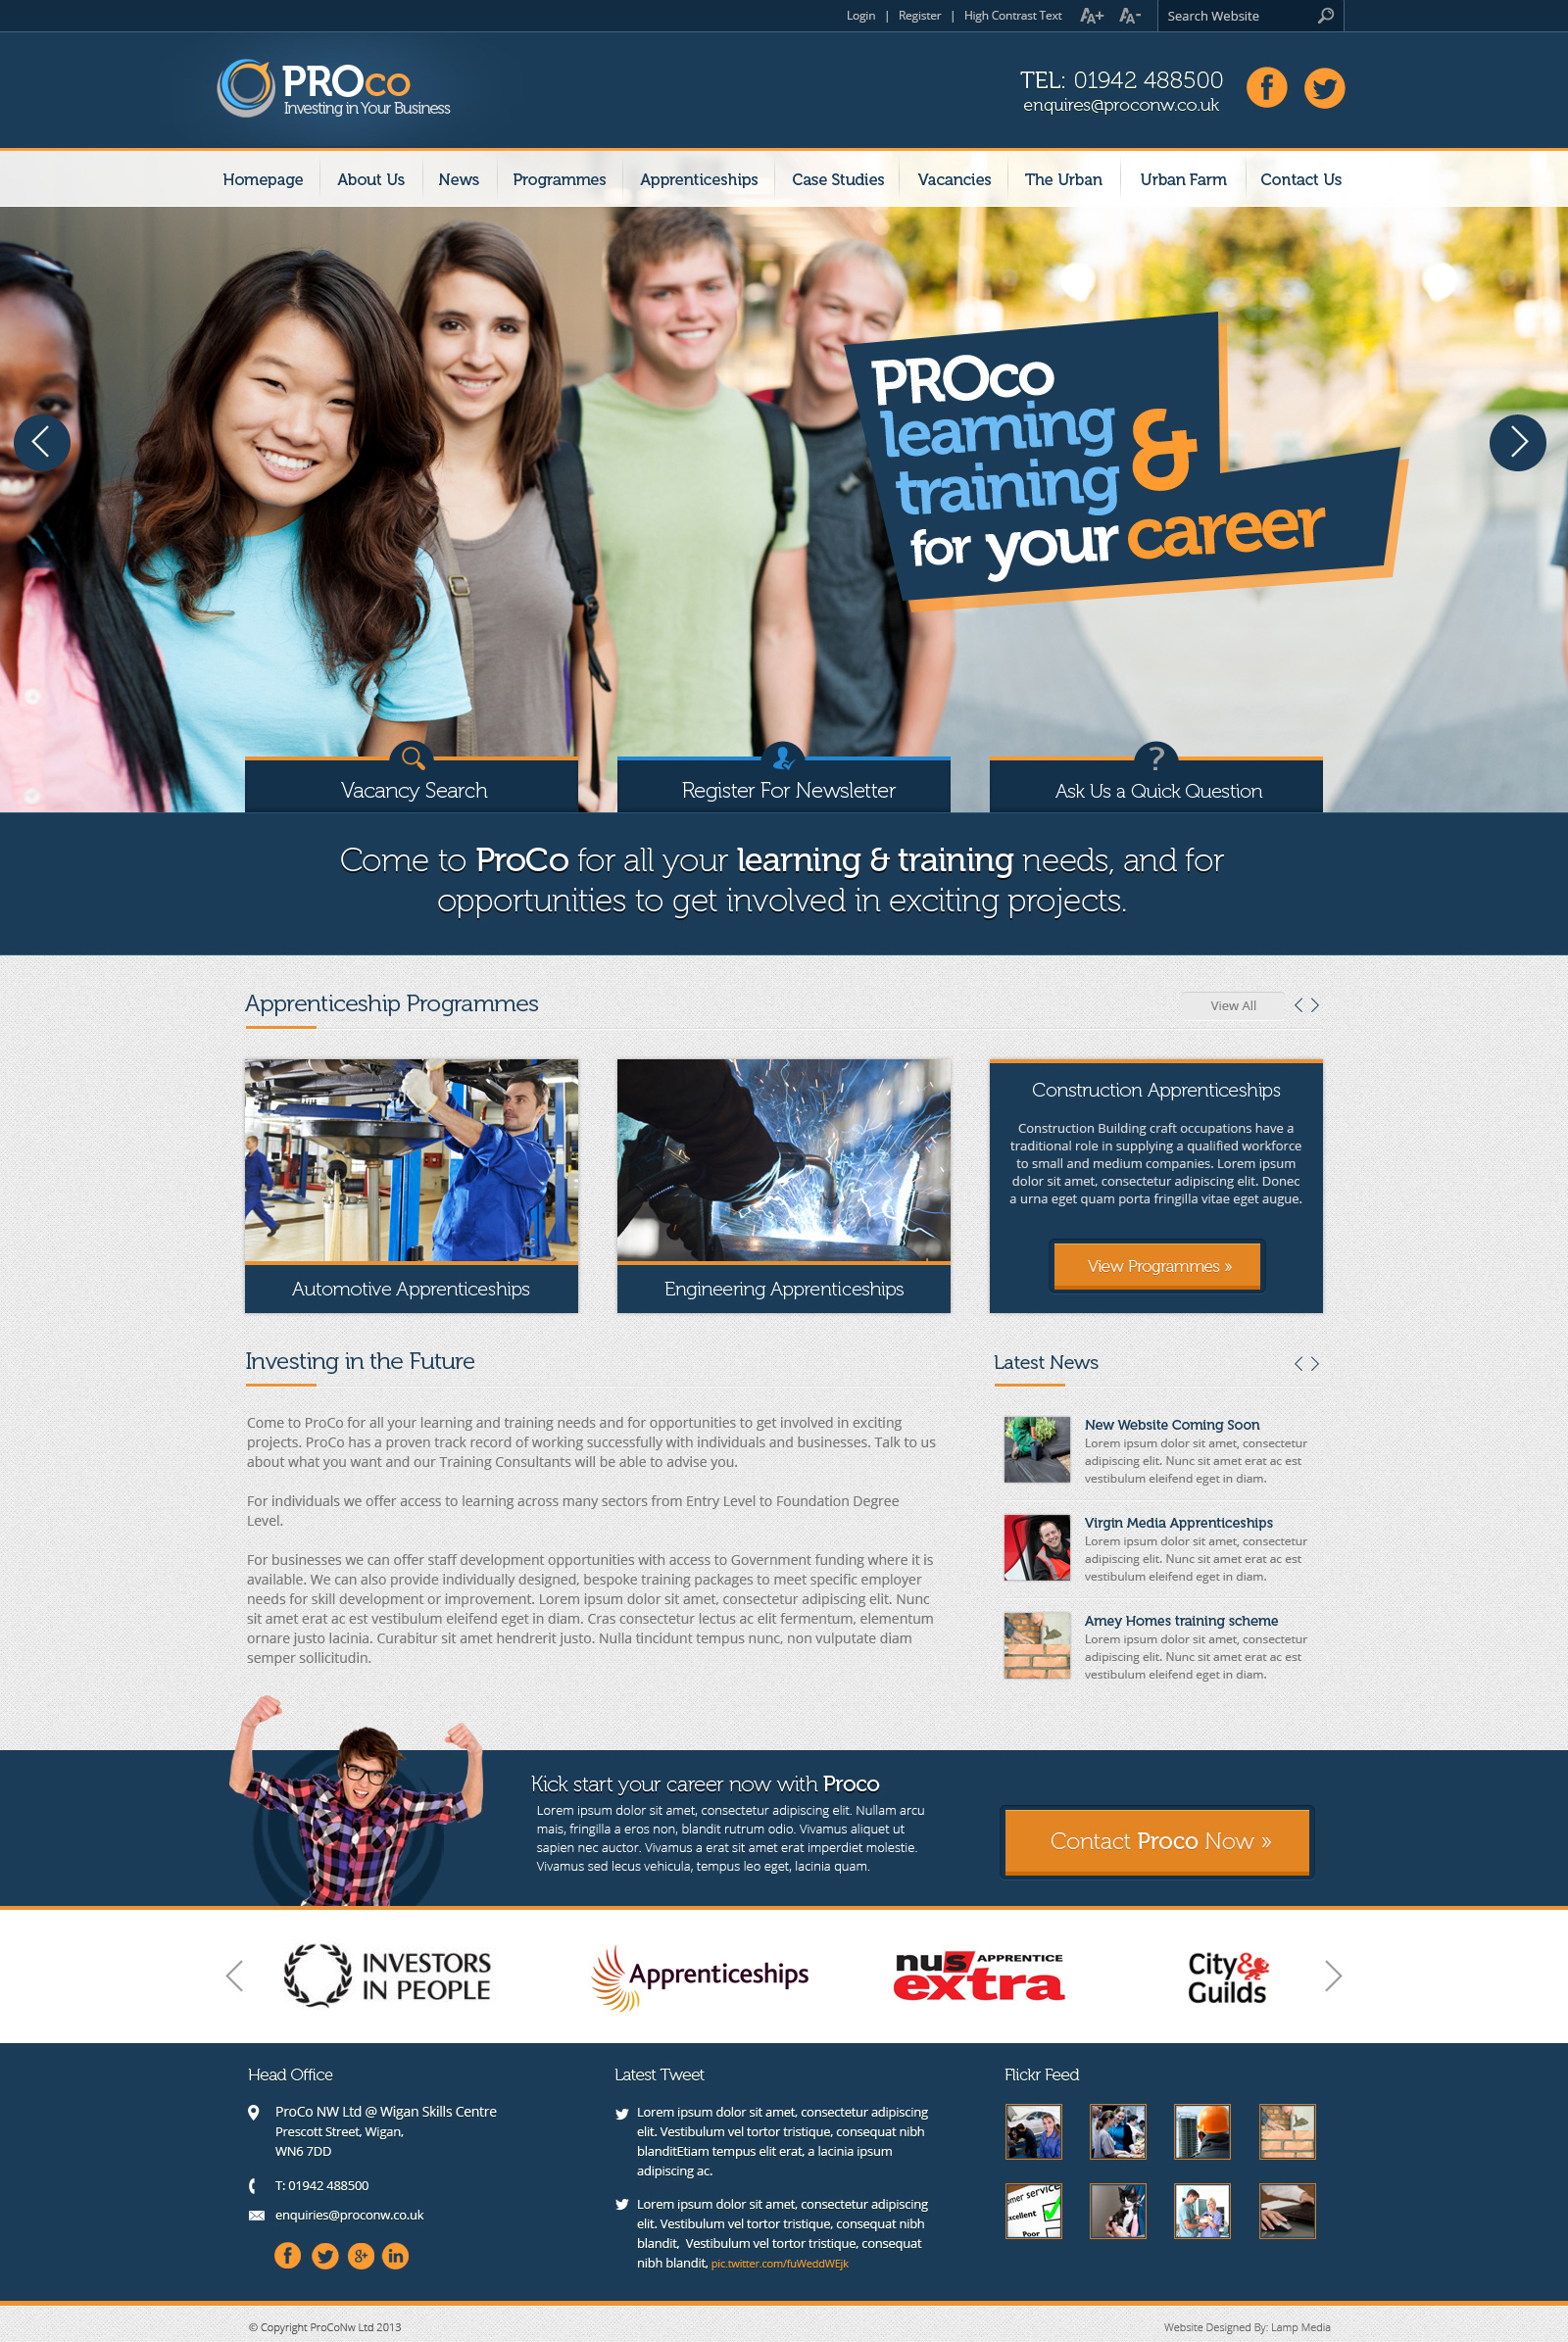 Login | Register | High Contrast Text AA+ AA- Search Website
PROco
Investing in Your Business
TEL: 01942 488500
enquires@proconw.co.uk
Homepage About Us News Programmes Apprenticeships Case Studies Vacancies The Urban Urban Farm Contact Us
PROco
learning &
training
for your career
Vacancy Search
Register For Newsletter
Ask Us a Quick Question
Come to ProCo for all your learning & training needs, and for
opportunities to get involved in exciting projects.
Apprenticeship Programmes
View All
Automotive Apprenticeships
Engineering Apprenticeships
Construction Apprenticeships
Construction Building craft occupations have a
traditional role in supplying a qualified workforce
to small and medium companies. Lorem ipsum
dolor sit amet, consectetur adipiscing elit. Donec
a urna eget quam porta fringilla vitae eget augue.
View Programmes »
Investing in the Future
Come to ProCo for all your learning and training needs and for opportunities to get involved in exciting
projects. ProCo has a proven track record of working successfully with individuals and businesses. Talk to us
about what you want and our Training Consultants will be able to advise you.
For individuals we offer access to learning across many sectors from Entry Level to Foundation Degree
Level.
For businesses we can offer staff development opportunities with access to Government funding where it is
available. We can also provide individually designed, bespoke training packages to meet specific employer
needs for skill development or improvement. Lorem ipsum dolor sit amet, consectetur adipiscing elit. Nunc
sit amet erat ac est vestibulum eleifend eget in diam. Cras consectetur lectus ac elit fermentum, elementum
ornare justo lacinia. Curabitur sit amet hendrerit justo. Nulla tincidunt tempus nunc, non vulputate diam
semper sollicitudin.
Latest News
New Website Coming Soon
Lorem ipsum dolor sit amet, consectetur
adipiscing elit. Nunc sit amet erat ac est
vestibulum eleifend eget in diam.
Virgin Media Apprenticeships
Lorem ipsum dolor sit amet, consectetur
adipiscing elit. Nunc sit amet erat ac est
vestibulum eleifend eget in diam.
Amey Homes training scheme
Lorem ipsum dolor sit amet, consectetur
adipiscing elit. Nunc sit amet erat ac est
vestibulum eleifend eget in diam.
Kick start your career now with Proco
Lorem ipsum dolor sit amet, consectetur adipiscing elit. Nullam arcu
mais, fringilla a eros non, blandit rutrum odio. Vivamus aliquet ut
sapien nec auctor. Vivamus a erat sit amet erat imperdiet molestie.
Vivamus sed lecus vehicula, tempus leo eget, lacinia quam.
Contact Proco Now »
INVESTORS
IN PEOPLE
Apprenticeships
nus APPRENTICE
extra
City &
Guilds
Head Office
ProCo NW Ltd @ Wigan Skills Centre
Prescott Street, Wigan,
WN6 7DD
T: 01942 488500
enquiries@proconw.co.uk
Latest Tweet
Lorem ipsum dolor sit amet, consectetur adipiscing
elit. Vestibulum vel tortor tristique, consequat nibh
blanditEtiam tempus elit erat, a lacinia ipsum
adipiscing ac.
Lorem ipsum dolor sit amet, consectetur adipiscing
elit. Vestibulum vel tortor tristique, consequat nibh
blandit, Vestibulum vel tortor tristique, consequat
nibh blandit, pic.twitter.com/fuWeddWEjk
Flickr Feed
mer service
xcellent
Poor
© Copyright ProCoNw Ltd 2013
Website Designed By: Lamp Media